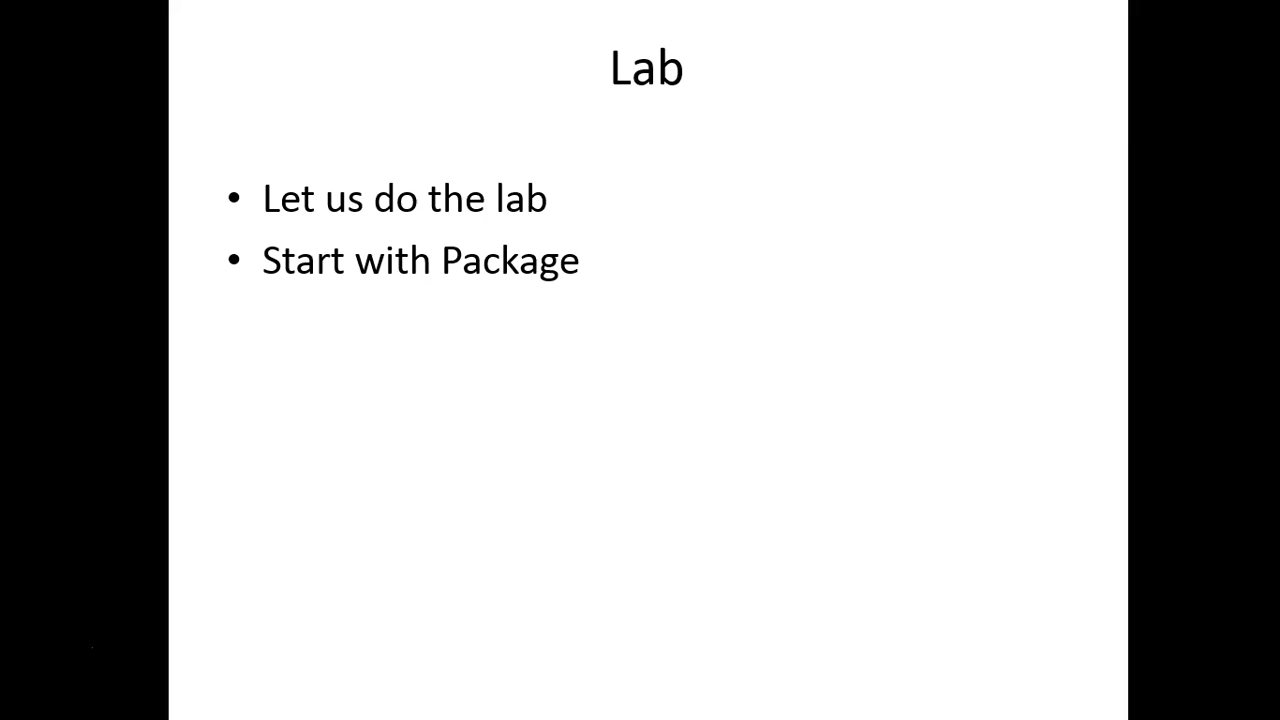 Lab
• Let us do the lab
• Start with Package